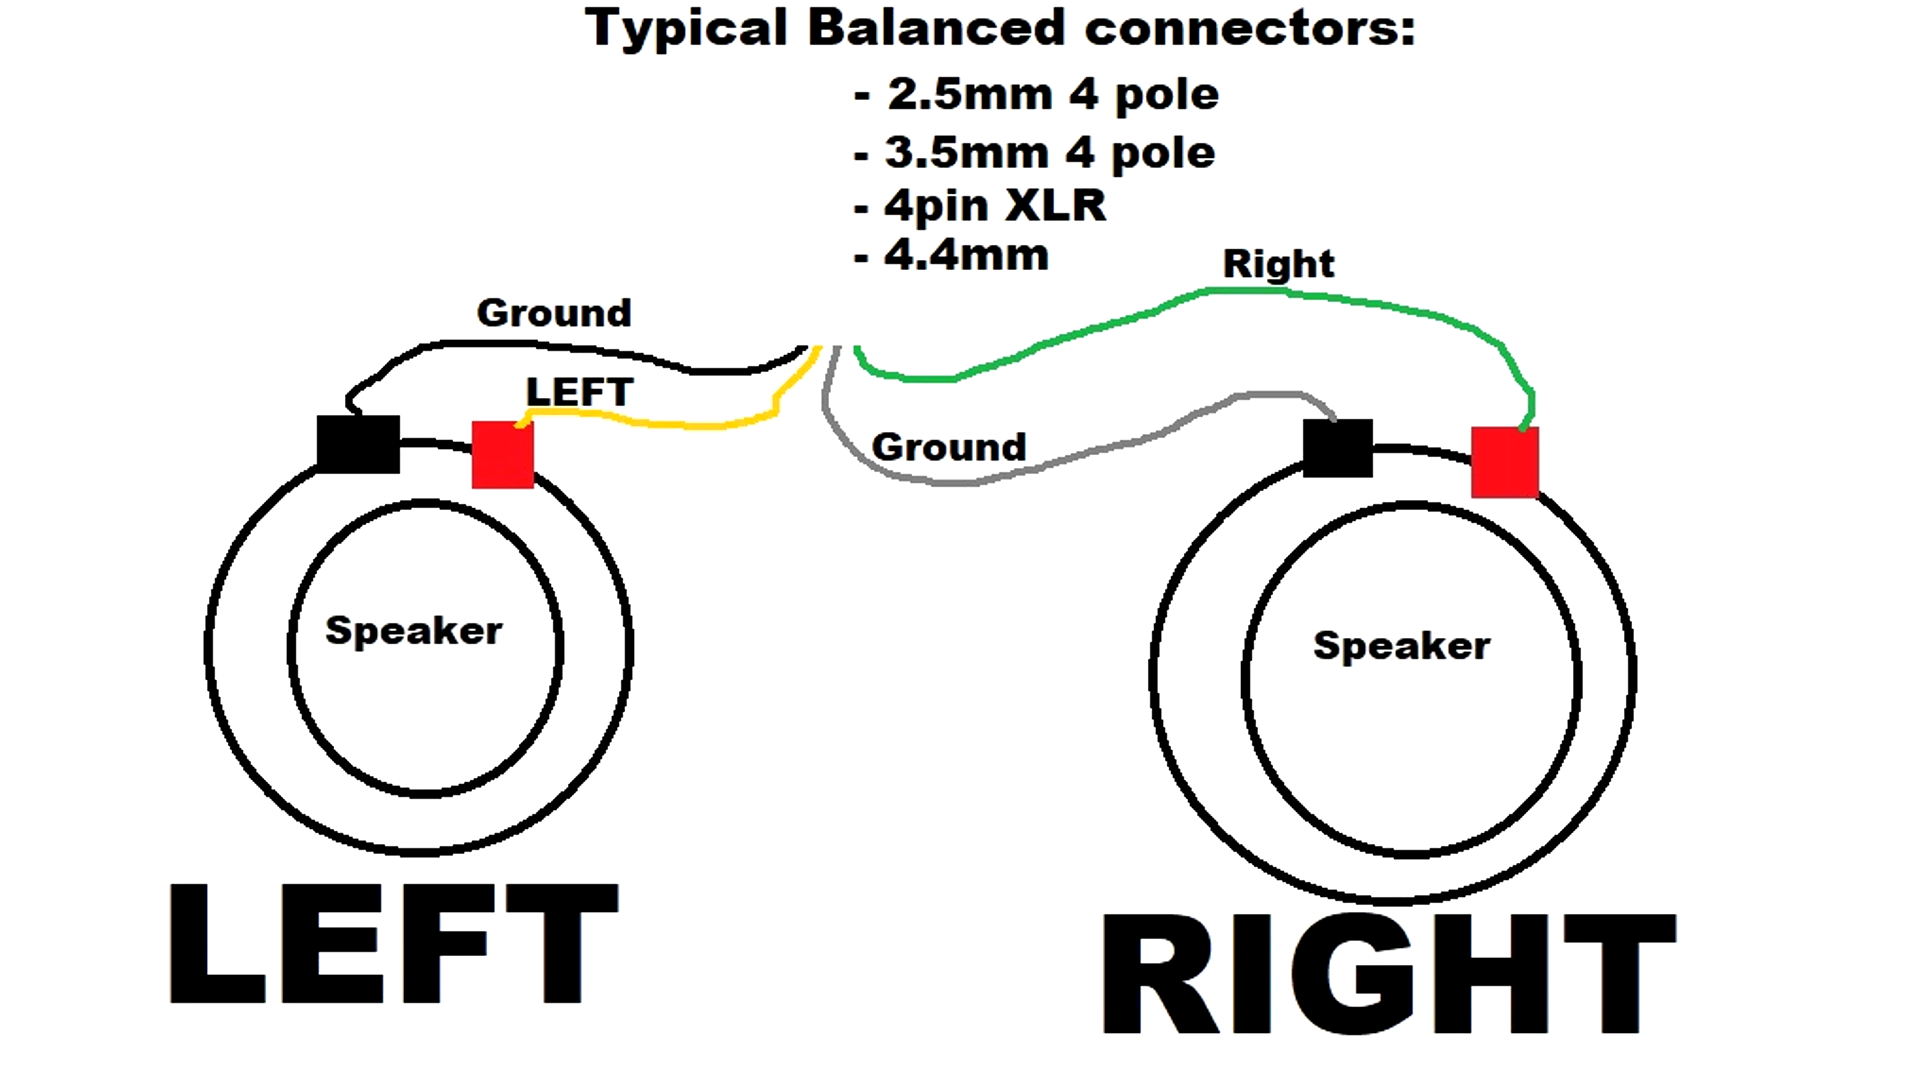 Typical Balanced connectors:
- 2.5mm 4 pole
- 3.5mm 4 pole
- 4pin XLR
- 4.4mm
Right
Ground
LEFT
Ground
Speaker
Speaker
LEFT
RIGHT